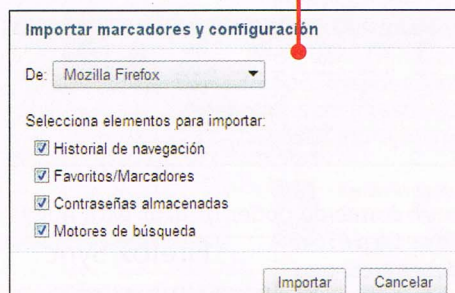 Importar marcadores y configuración
De: Mozilla Firefox
Selecciona elementos para importar:
Historial de navegación
Favoritos/Marcadores
Contraseñas almacenadas
Motores de búsqueda
Importar Cancelar